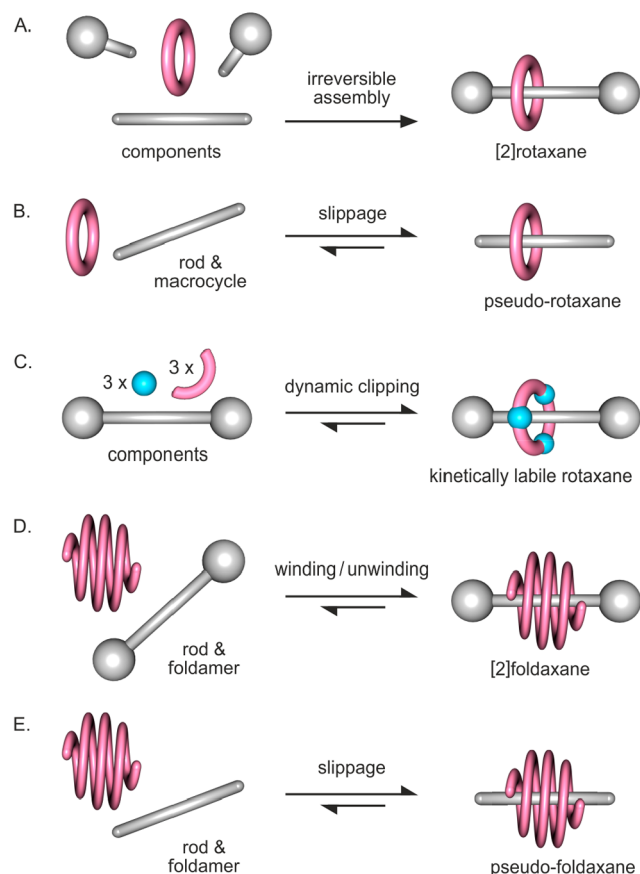 A.
irreversible
assembly
components
[2]rotaxane
B.
slippage
rod &
macrocycle
pseudo-rotaxane
C.
3 x
3 x
dynamic clipping
components
kinetically labile rotaxane
D.
winding / unwinding
rod &
foldamer
[2]foldaxane
E.
slippage
rod &
foldamer
pseudo-foldaxane